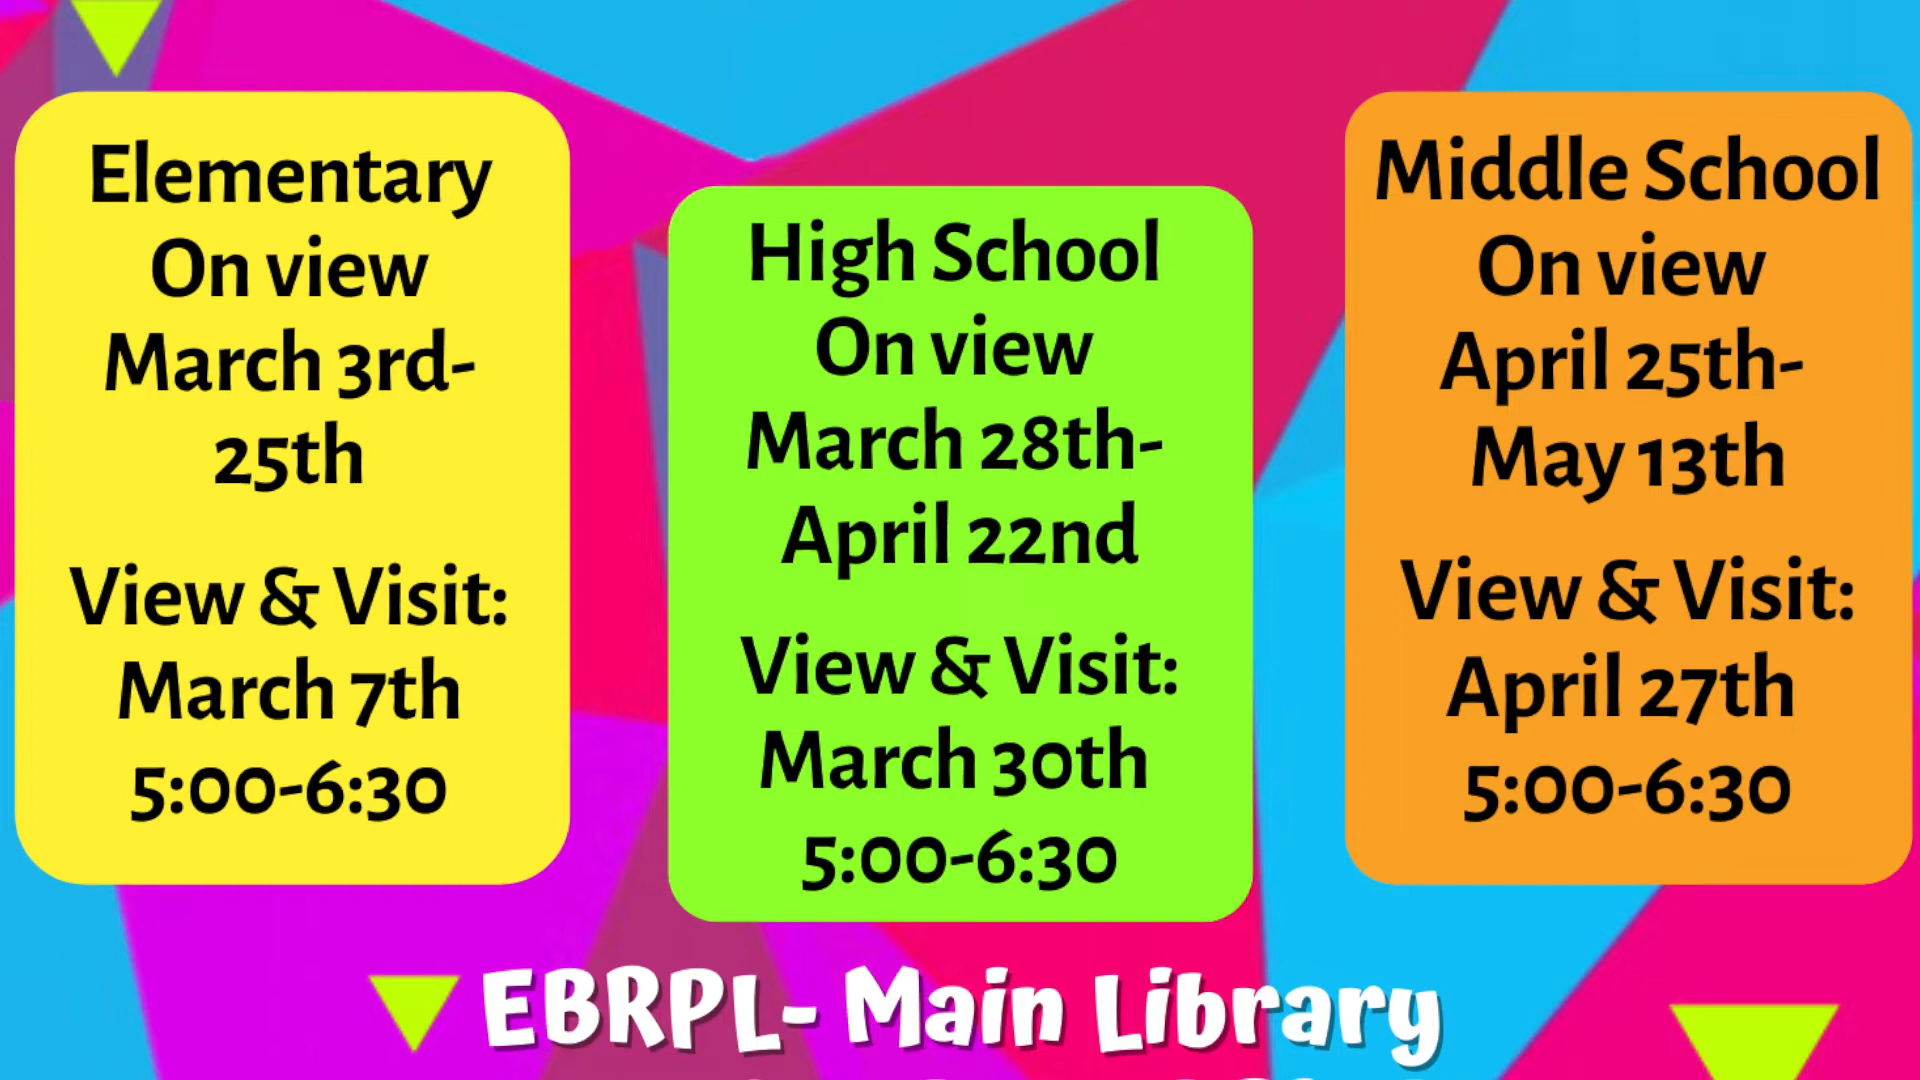 Elementary
On view
March 3rd-
25th
View & Visit:
March 7th
5:00-6:30
High School
On view
March 28th-
April 22nd
View & Visit:
March 30th
5:00-6:30
Middle School
On view
April 25th-
May 13th
View & Visit:
April 27th
5:00-6:30
EBRPL- Main Library